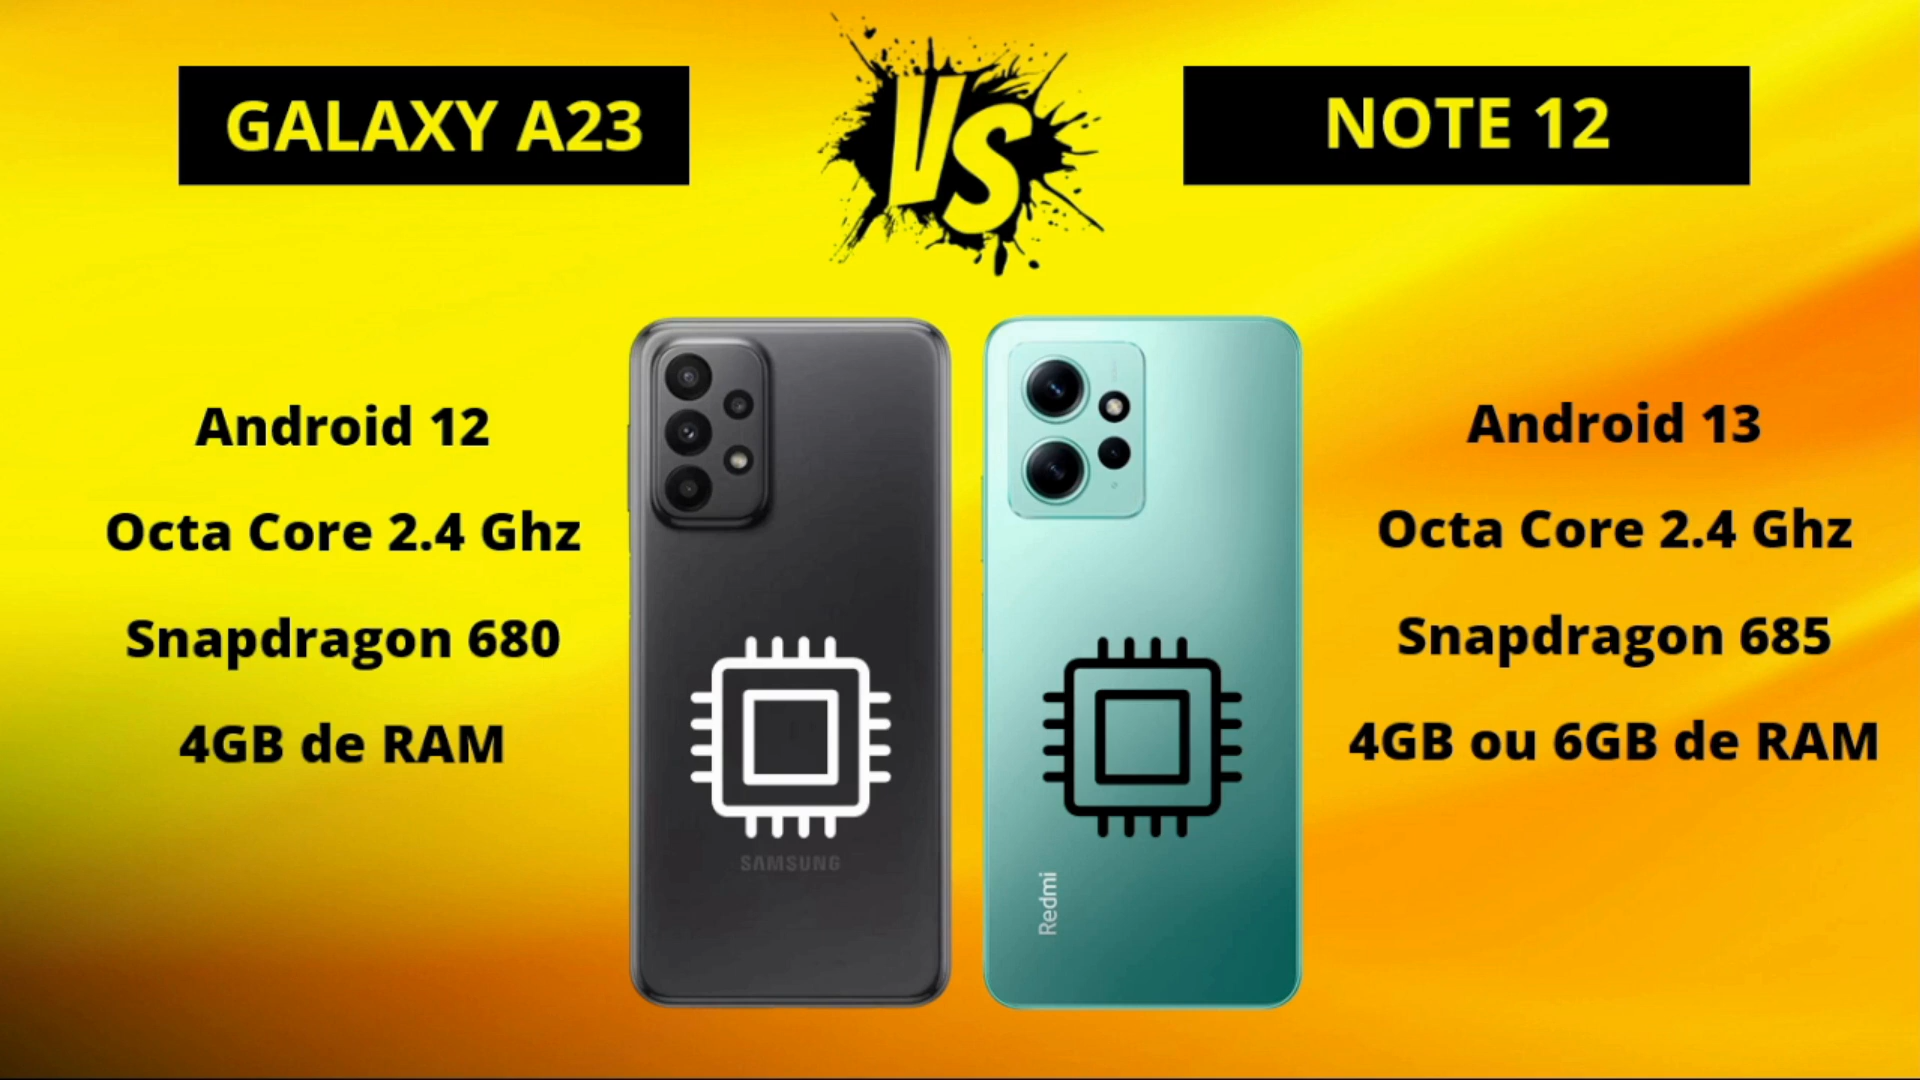 GALAXY A23
VS
NOTE 12
Android 12
Octa Core 2.4 Ghz
Snapdragon 680
4GB de RAM
SAMSUNG
Redmi
Android 13
Octa Core 2.4 Ghz
Snapdragon 685
4GB ou 6GB de RAM